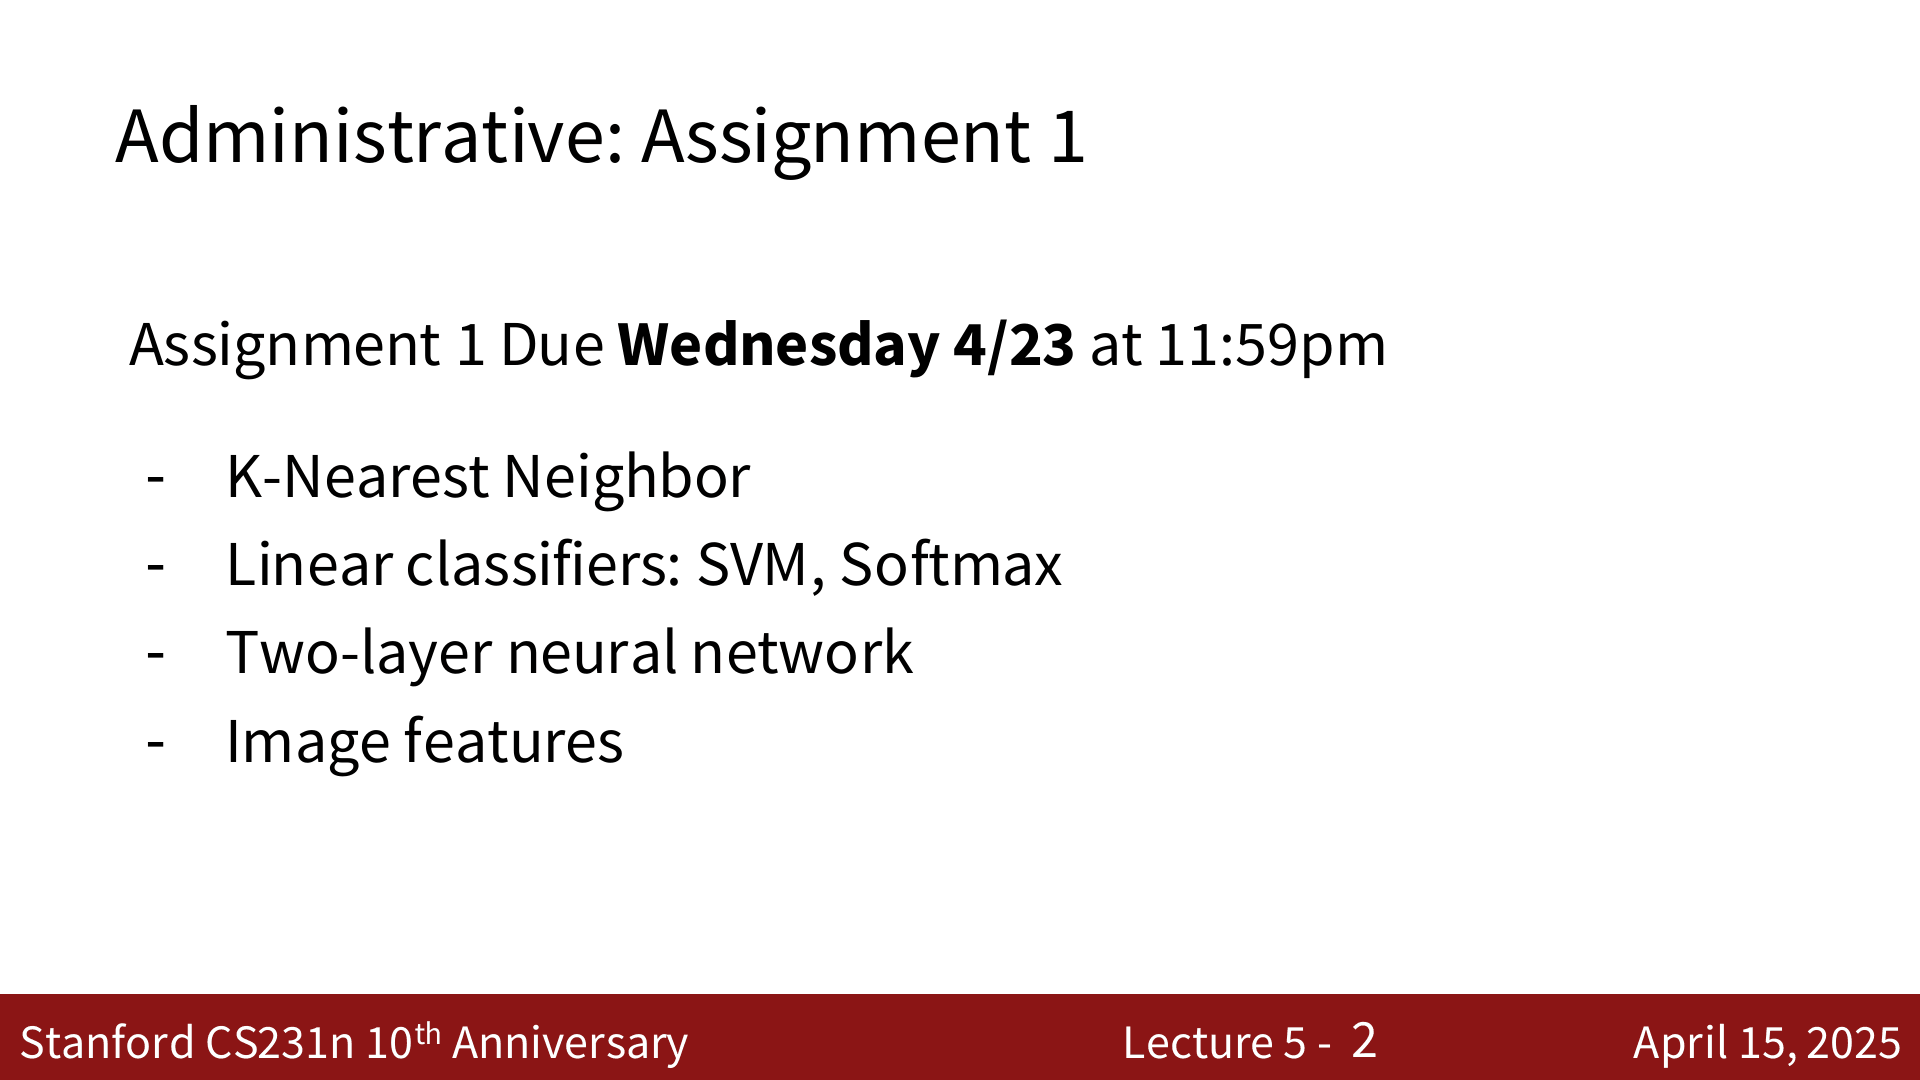 Administrative: Assignment 1
Assignment 1 Due Wednesday 4/23 at 11:59pm
- K-Nearest Neighbor
- Linear classifiers: SVM, Softmax
- Two-layer neural network
- Image features
Stanford CS231n 10th Anniversary Lecture 5 - 2 April 15, 2025